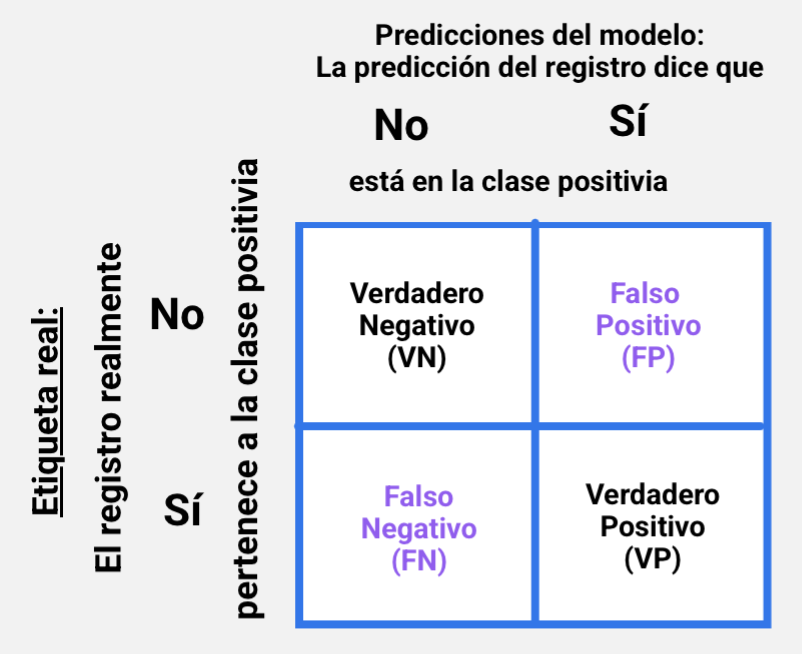 Predicciones del modelo:
La predicción del registro dice que
No
Sí
está en la clase positivia
Etiqueta real:
El registro realmente
No
Sí
pertenece a la clase positivia
Verdadero
Negativo
(VN)
Falso
Positivo
(FP)
Falso
Negativo
(FN)
Verdadero
Positivo
(VP)